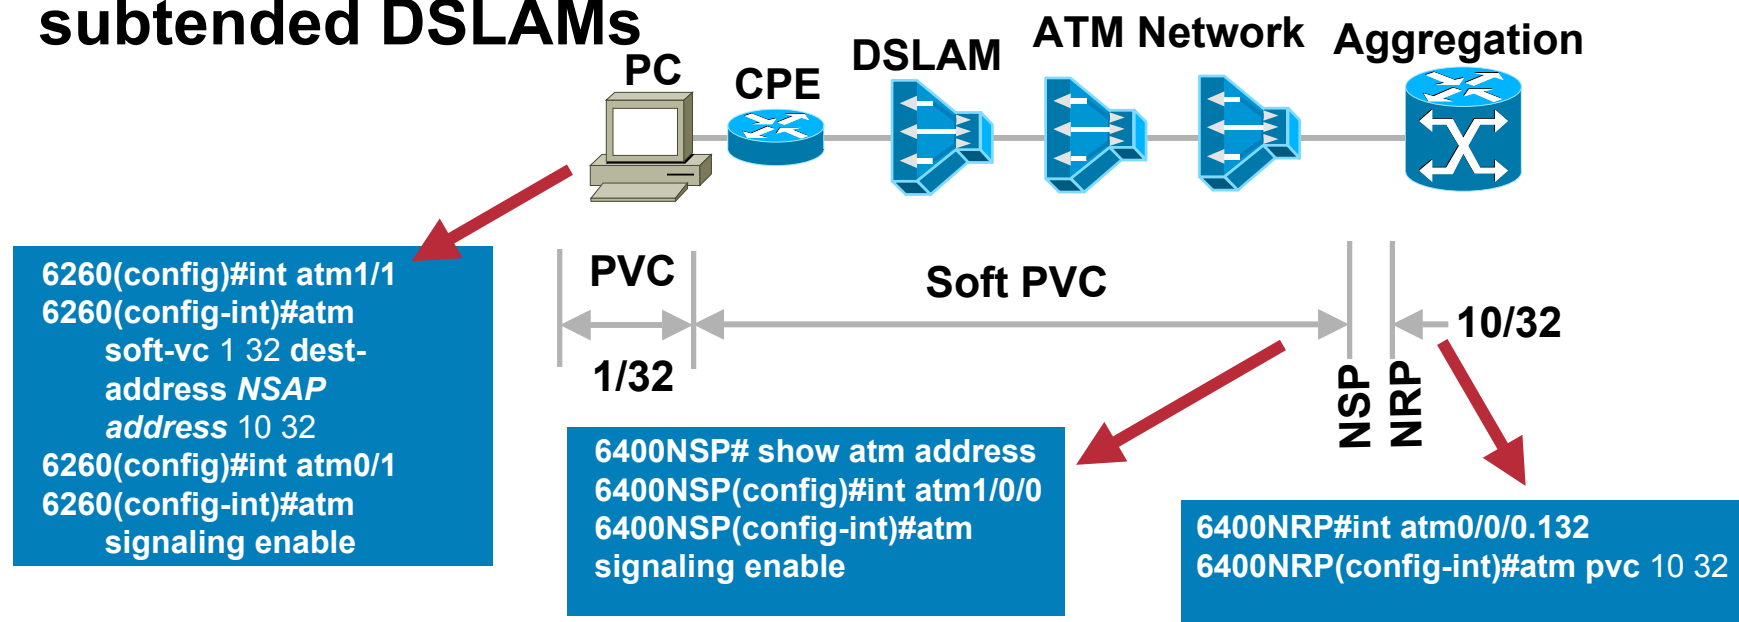 subtended DSLAMs
PC
CPE
DSLAM
ATM Network
Aggregation
PVC
Soft PVC
1/32
10/32
NSP
NRP
6260(config)#int atm1/1
6260(config-int)#atm
soft-vc 1 32 dest-
address NSAP
address 10 32
6260(config)#int atm0/1
6260(config-int)#atm
signaling enable
6400NSP# show atm address
6400NSP(config)#int atm1/0/0
6400NSP(config-int)#atm
signaling enable
6400NRP#int atm0/0/0.132
6400NRP(config-int)#atm pvc 10 32